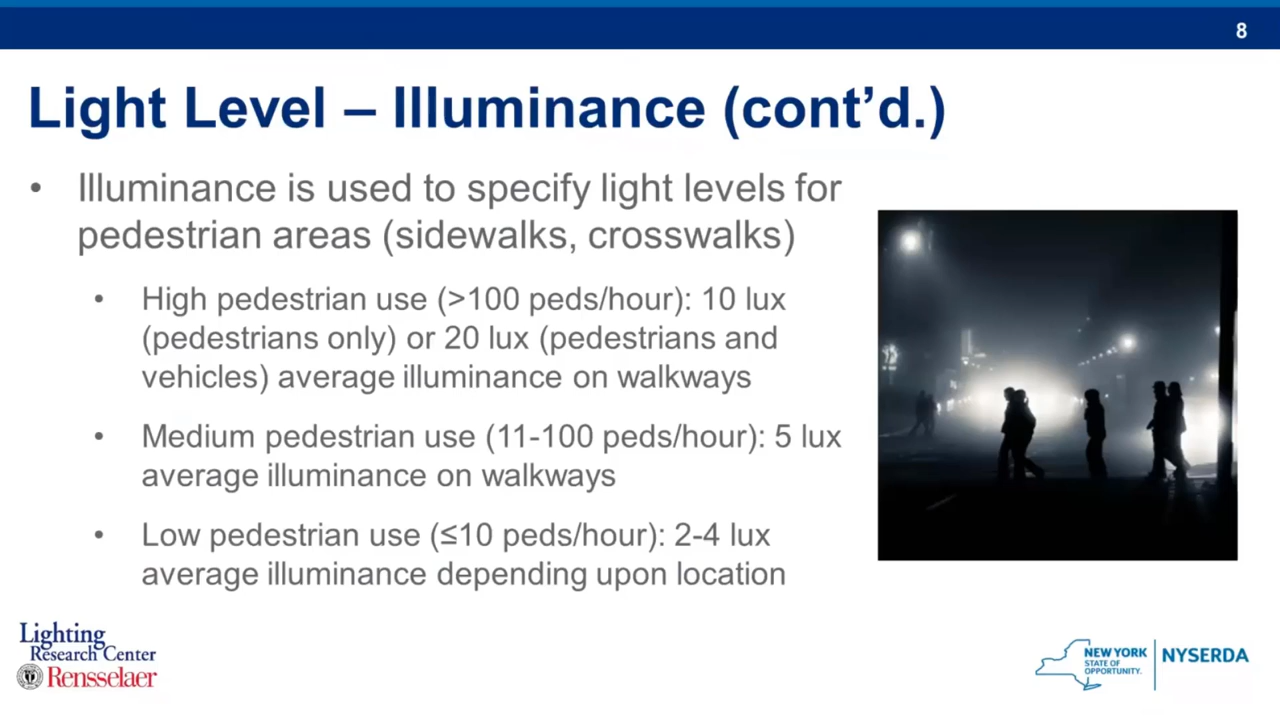 8
Light Level – Illuminance (cont’d.)
• Illuminance is used to specify light levels for
pedestrian areas (sidewalks, crosswalks)
• High pedestrian use (>100 peds/hour): 10 lux
(pedestrians only) or 20 lux (pedestrians and
vehicles) average illuminance on walkways
• Medium pedestrian use (11-100 peds/hour): 5 lux
average illuminance on walkways
• Low pedestrian use (≤10 peds/hour): 2-4 lux
average illuminance depending upon location
Lighting
Research Center
Rensselaer
NEW YORK
STATE OF
OPPORTUNITY.
NYSERDA